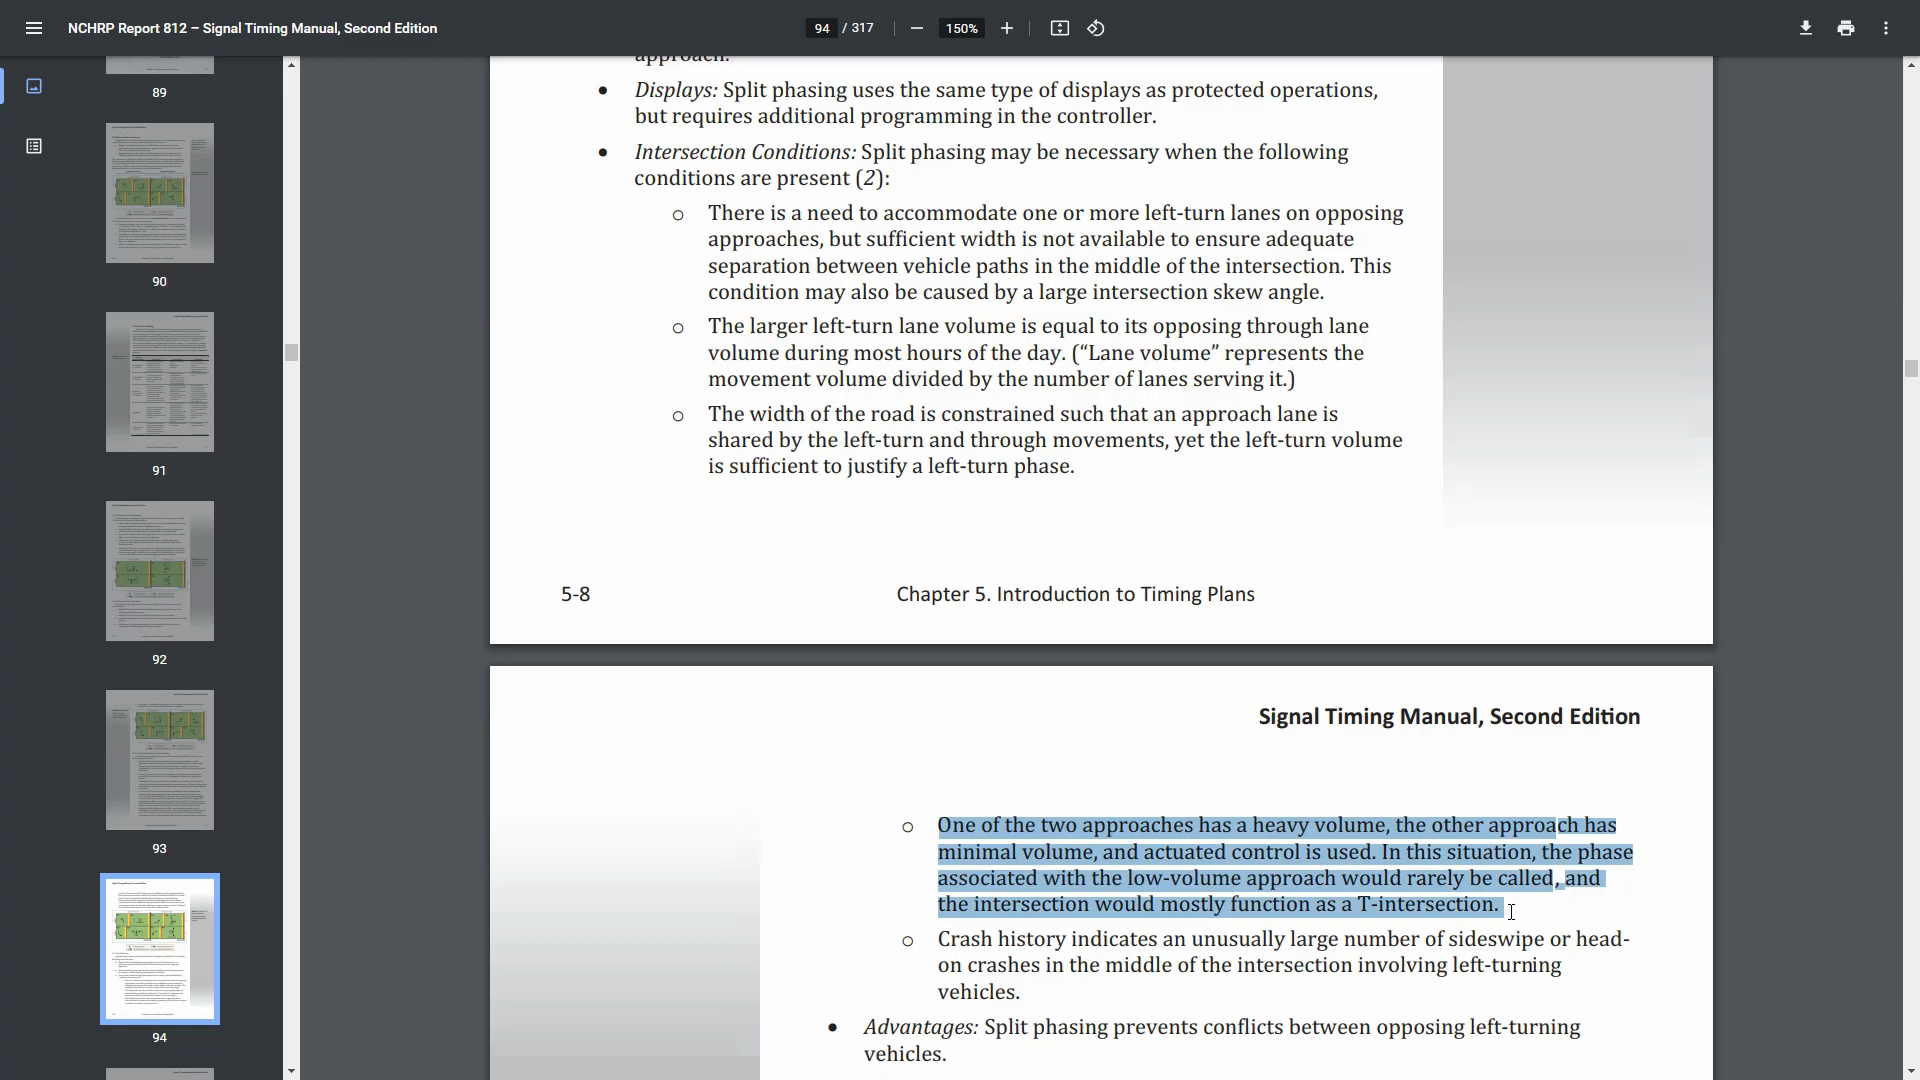 NCHRP Report 812 – Signal Timing Manual, Second Edition
94 / 317
150%
89
90
91
92
93
94
approach.
• Displays: Split phasing uses the same type of displays as protected operations,
but requires additional programming in the controller.
• Intersection Conditions: Split phasing may be necessary when the following
conditions are present (2):
o There is a need to accommodate one or more left-turn lanes on opposing
approaches, but sufficient width is not available to ensure adequate
separation between vehicle paths in the middle of the intersection. This
condition may also be caused by a large intersection skew angle.
o The larger left-turn lane volume is equal to its opposing through lane
volume during most hours of the day. (“Lane volume” represents the
movement volume divided by the number of lanes serving it.)
o The width of the road is constrained such that an approach lane is
shared by the left-turn and through movements, yet the left-turn volume
is sufficient to justify a left-turn phase.
5-8
Chapter 5. Introduction to Timing Plans
Signal Timing Manual, Second Edition
o One of the two approaches has a heavy volume, the other approach has
minimal volume, and actuated control is used. In this situation, the phase
associated with the low-volume approach would rarely be called, and
the intersection would mostly function as a T-intersection.
o Crash history indicates an unusually large number of sideswipe or head-
on crashes in the middle of the intersection involving left-turning
vehicles.
• Advantages: Split phasing prevents conflicts between opposing left-turning
vehicles.